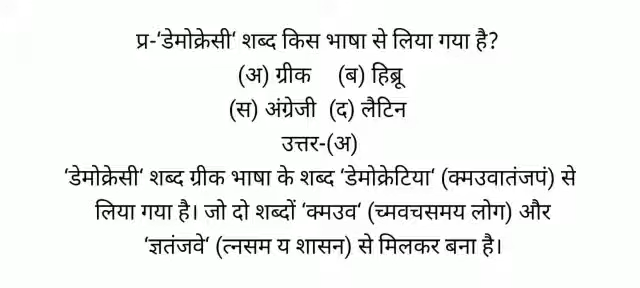 प्र-‘डेमोक्रेसी‘ शब्द किस भाषा से लिया गया है?
(अ) ग्रीक (ब) हिब्रू
(स) अंग्रेजी (द) लैटिन
उत्तर-(अ)
‘डेमोक्रेसी‘ शब्द ग्रीक भाषा के शब्द ‘डेमोक्रेटिया‘ (क्मउवातंजपं) से
लिया गया है। जो दो शब्दों ‘क्मउव‘ (च्मवचसमय लोग) और
‘ज्ञतंजवे‘ (त्नसम य शासन) से मिलकर बना है।